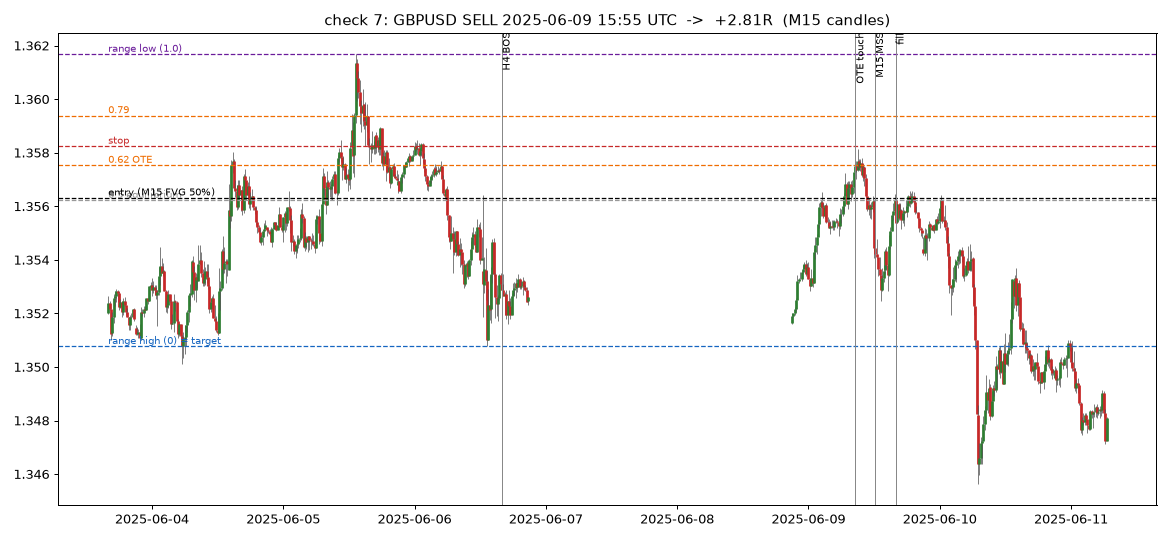 check 7: GBPUSD SELL 2025-06-09 15:55 UTC -> +2.81R (M15 candles)
1.362
1.360
1.358
1.356
1.354
1.352
1.350
1.348
1.346
range low (1.0)
0.79
stop
0.62 OTE
entry (M15 FVG 50%)
range high (0) = target
H4 BOS
OTE touch
M15 MSS
fill
2025-06-04
2025-06-05
2025-06-06
2025-06-07
2025-06-08
2025-06-09
2025-06-10
2025-06-11